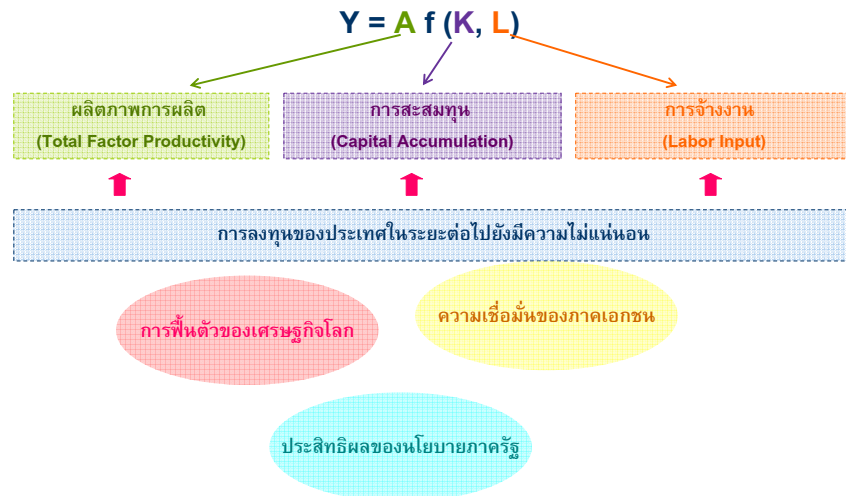 Y = A f (K, L)
ผลิตภาพการผลิต
(Total Factor Productivity)
การสะสมทุน
(Capital Accumulation)
การจ้างงาน
(Labor Input)
การลงทุนของประเทศในระยะต่อไปยังมีความไม่แน่นอน
การฟื้นตัวของเศรษฐกิจโลก
ความเชื่อมั่นของภาคเอกชน
ประสิทธิผลของนโยบายภาครัฐ